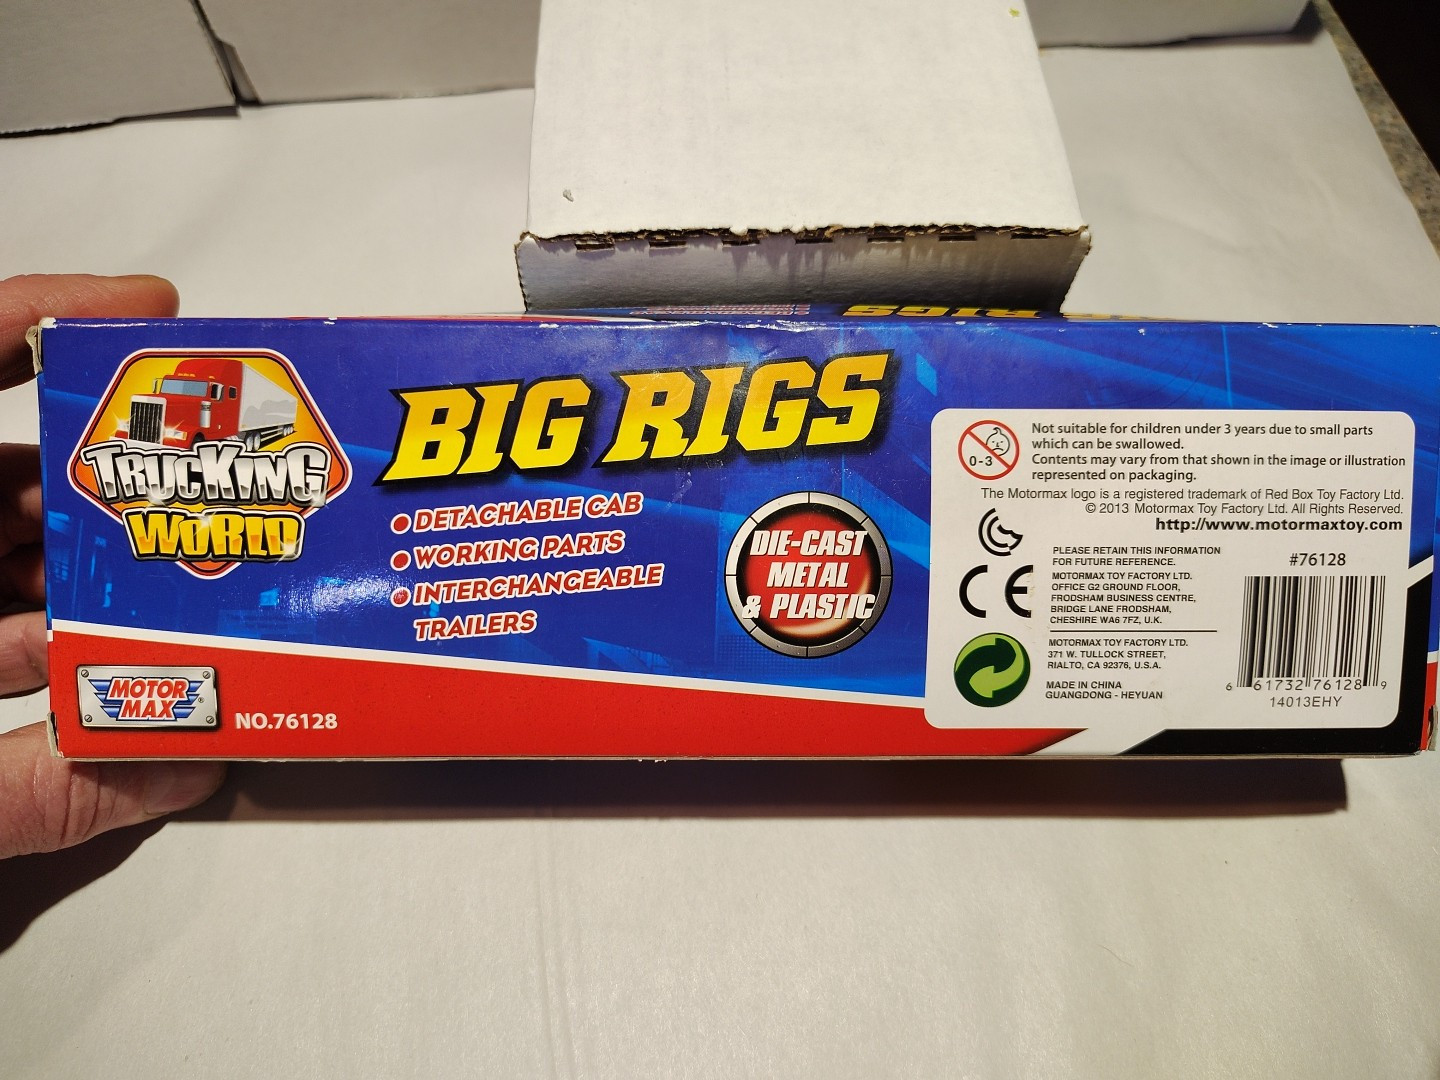 RIGS
TRUCKING
WORLD
BIG RIGS
DETACHABLE CAB
WORKING PARTS
INTERCHANGEABLE
TRAILERS
DIE-CAST
METAL
& PLASTIC
MOTOR
MAX
®
NO.76128
0-3
Not suitable for children under 3 years due to small parts
which can be swallowed.
Contents may vary from that shown in the image or illustration
represented on packaging.
The Motormax logo is a registered trademark of Red Box Toy Factory Ltd.
© 2013 Motormax Toy Factory Ltd. All Rights Reserved.
http://www.motormaxtoy.com
CE
PLEASE RETAIN THIS INFORMATION
FOR FUTURE REFERENCE.
MOTORMAX TOY FACTORY LTD.
OFFICE G2 GROUND FLOOR,
FRODSHAM BUSINESS CENTRE,
BRIDGE LANE FRODSHAM,
CHESHIRE WA6 7FZ, U.K.
MOTORMAX TOY FACTORY LTD.
371 W. TULLOCK STREET,
RIALTO, CA 92376, U.S.A.
MADE IN CHINA
GUANGDONG - HEYUAN
#76128
6 61732 76128 9
14013EHY